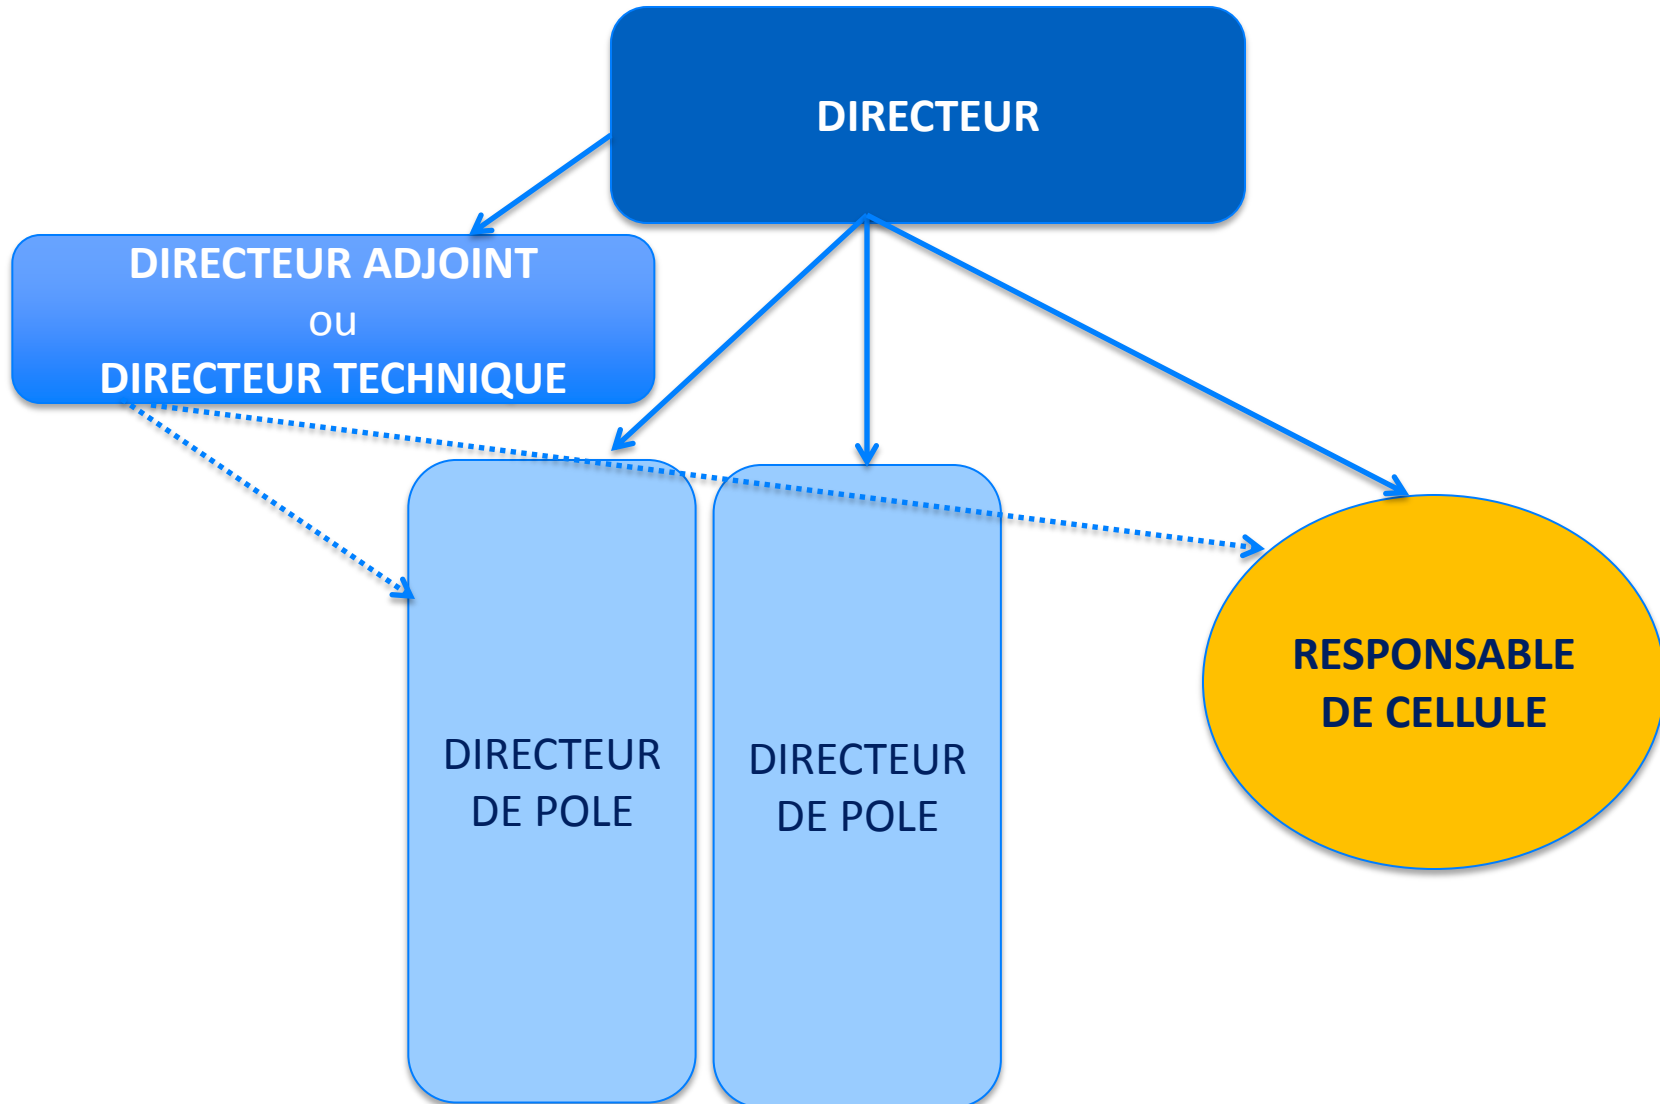 DIRECTEUR
DIRECTEUR ADJOINT
ou
DIRECTEUR TECHNIQUE
DIRECTEUR
DE POLE
DIRECTEUR
DE POLE
RESPONSABLE
DE CELLULE